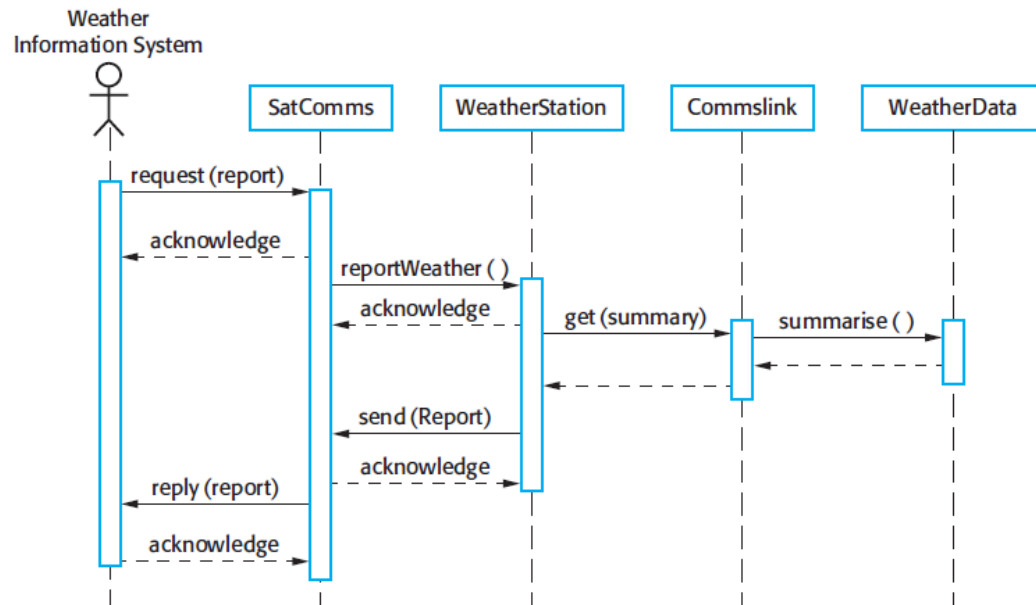 Weather
Information System
SatComms
WeatherStation
Commslink
WeatherData
request (report)
acknowledge
reportWeather ( )
acknowledge
get (summary)
summarise ( )
send (Report)
acknowledge
reply (report)
acknowledge